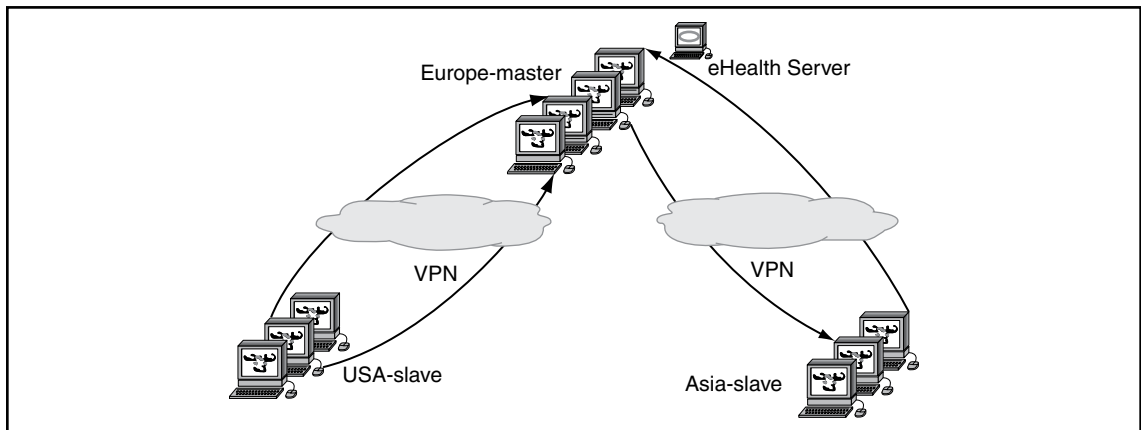 eHealth Server
Europe-master
VPN
VPN
USA-slave
Asia-slave